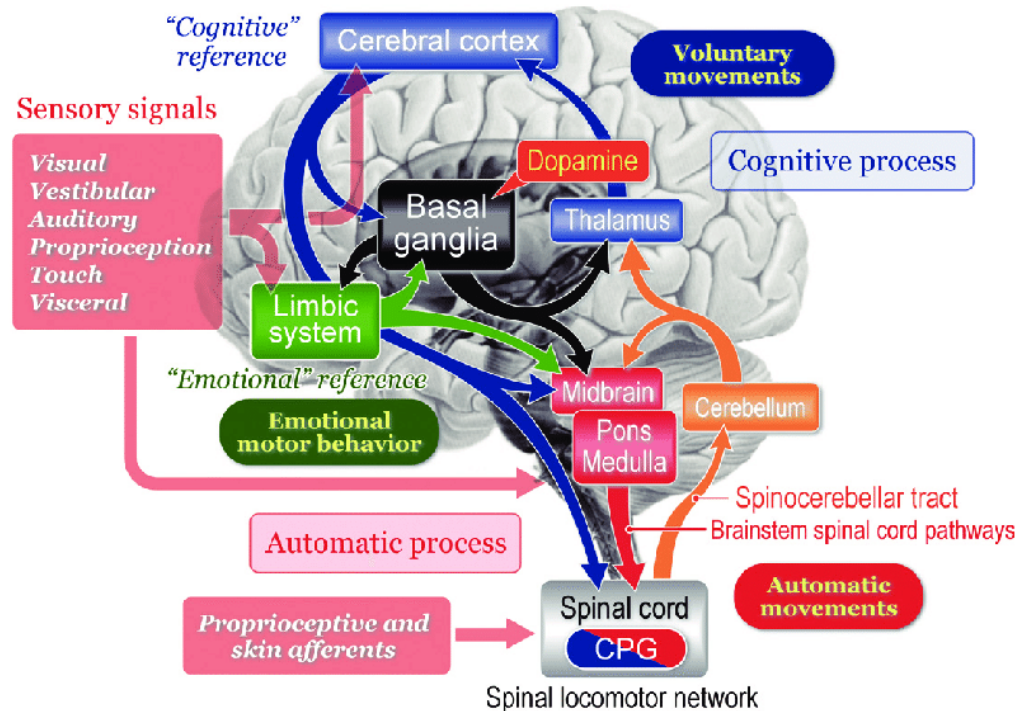 “Cognitive”
reference
Cerebral cortex
Voluntary
movements
Sensory signals
Visual
Vestibular
Auditory
Proprioception
Touch
Visceral
Dopamine
Cognitive process
Basal
ganglia
Thalamus
Limbic
system
“Emotional” reference
Emotional
motor behavior
Midbrain
Pons
Medulla
Cerebellum
Spinocerebellar tract
Brainstem spinal cord pathways
Automatic process
Automatic
movements
Proprioceptive and
skin afferents
Spinal cord
CPG
Spinal locomotor network